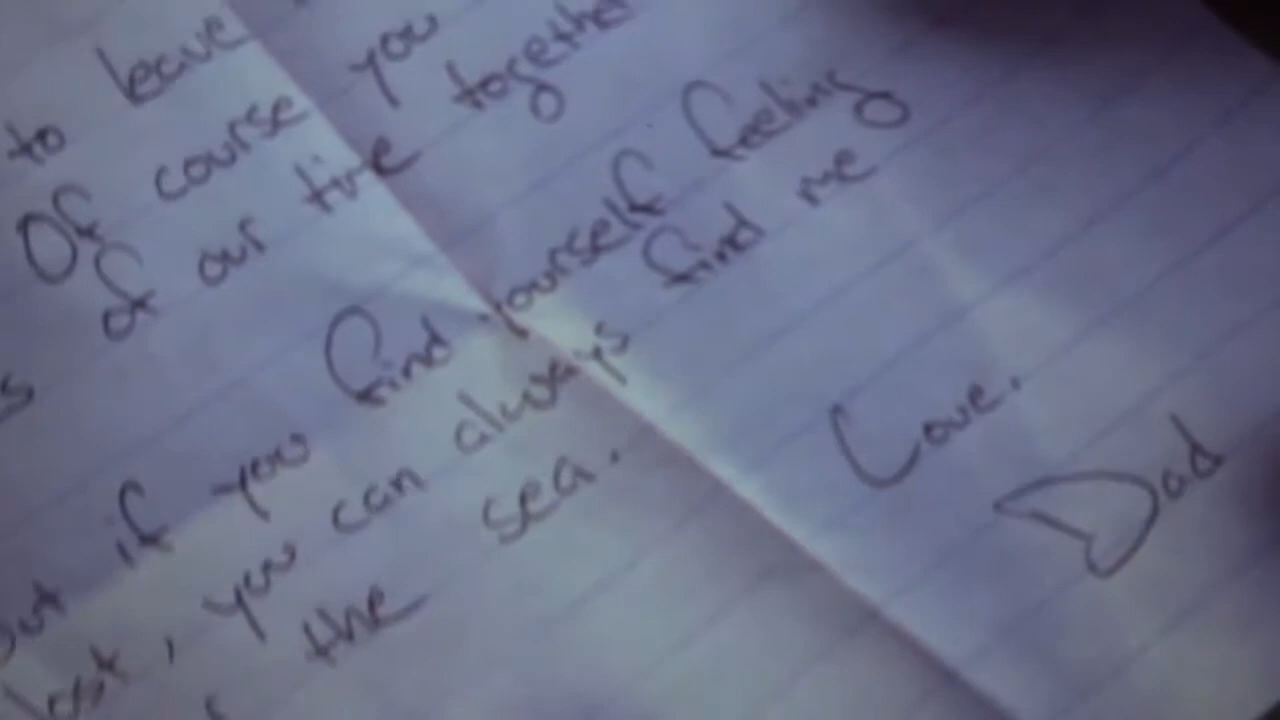 to leave you
Of course
of our time together
s
but if you find yourself feeling
lost, you can always find me
the sea.
Love.
Dad